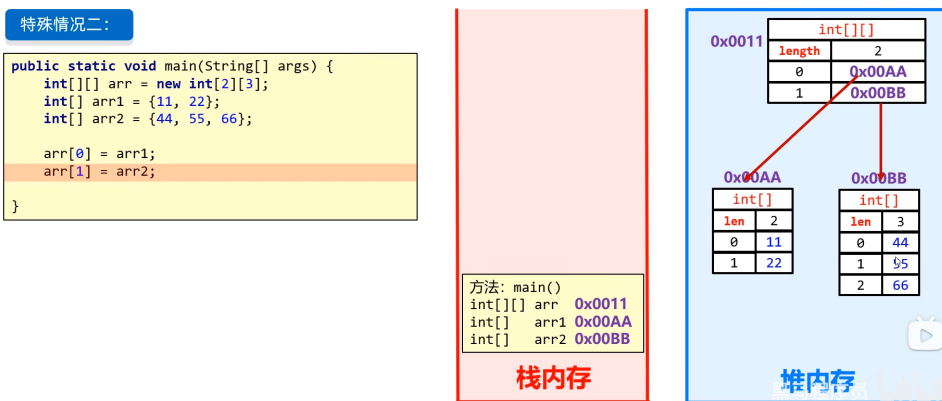 特殊情况二：
public static void main(String[] args) {
int[][] arr = new int[2][3];
int[] arr1 = {11, 22};
int[] arr2 = {44, 55, 66};
arr[0] = arr1;
arr[1] = arr2;
}
方法：main()
int[][] arr 0x0011
int[] arr1 0x00AA
int[] arr2 0x00BB
栈内存
0x0011
int[][]
length 2
0 0x00AA
1 0x00BB
0x00AA
int[]
len 2
0 11
1 22
0x00BB
int[]
len 3
0 44
1 55
2 66
堆内存